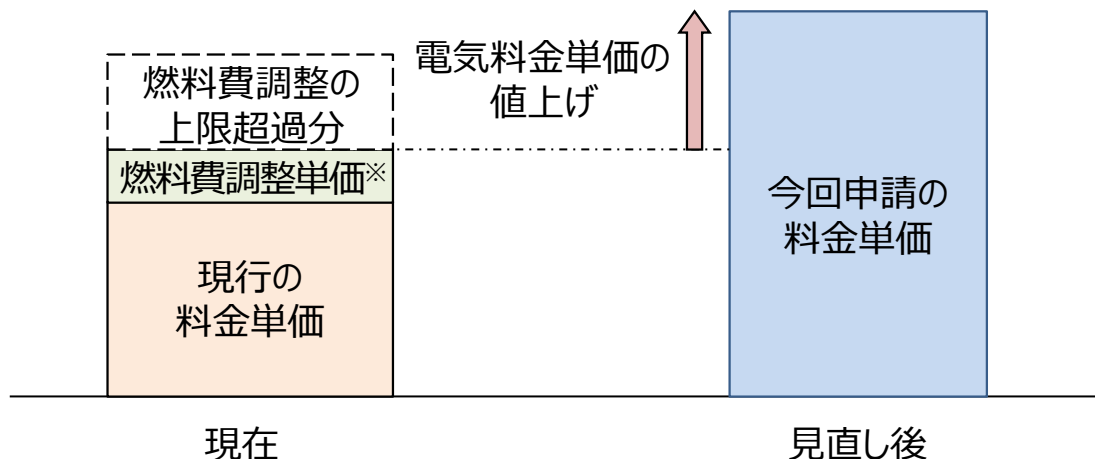 燃料費調整の
上限超過分
燃料費調整単価※
現行の
料金単価
電気料金単価の
値上げ
今回申請の
料金単価
現在
見直し後